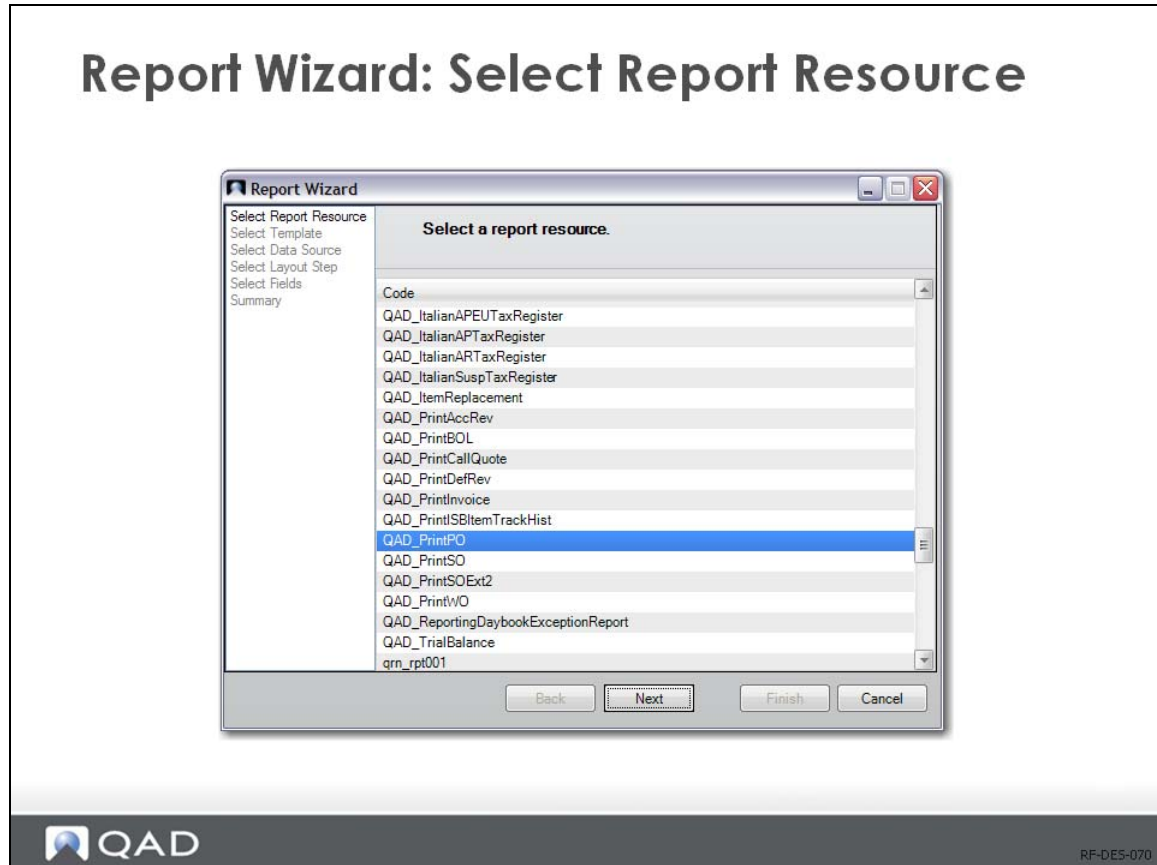 Report Wizard: Select Report Resource
Report Wizard
Select Report Resource
Select Template
Select Data Source
Select Layout Step
Select Fields
Summary
Select a report resource.
Code
QAD_ItalianAPEUTaxRegister
QAD_ItalianAPTaxRegister
QAD_ItalianARTaxRegister
QAD_ItalianSuspTaxRegister
QAD_ItemReplacement
QAD_PrintAccRev
QAD_PrintBOL
QAD_PrintCallQuote
QAD_PrintDefRev
QAD_PrintInvoice
QAD_PrintISBItemTrackHist
QAD_PrintPO
QAD_PrintSO
QAD_PrintSOExt2
QAD_PrintWO
QAD_ReportingDaybookExceptionReport
QAD_TrialBalance
qrn_rpt001
Back Next Finish Cancel
QAD
RF-DES-070